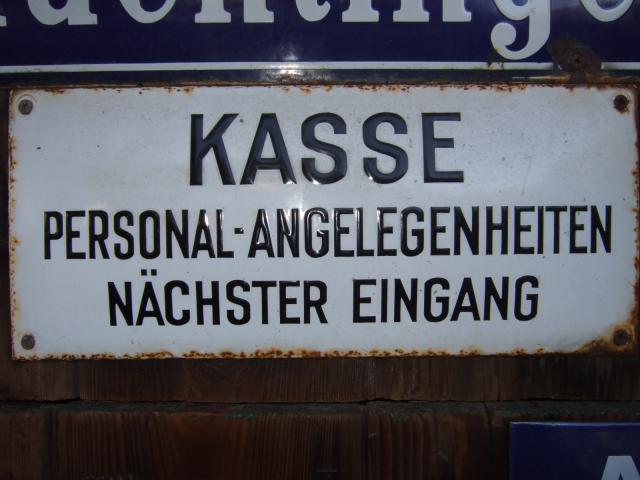 KASSE
PERSONAL-ANGELEGENHEITEN
NÄCHSTER EINGANG